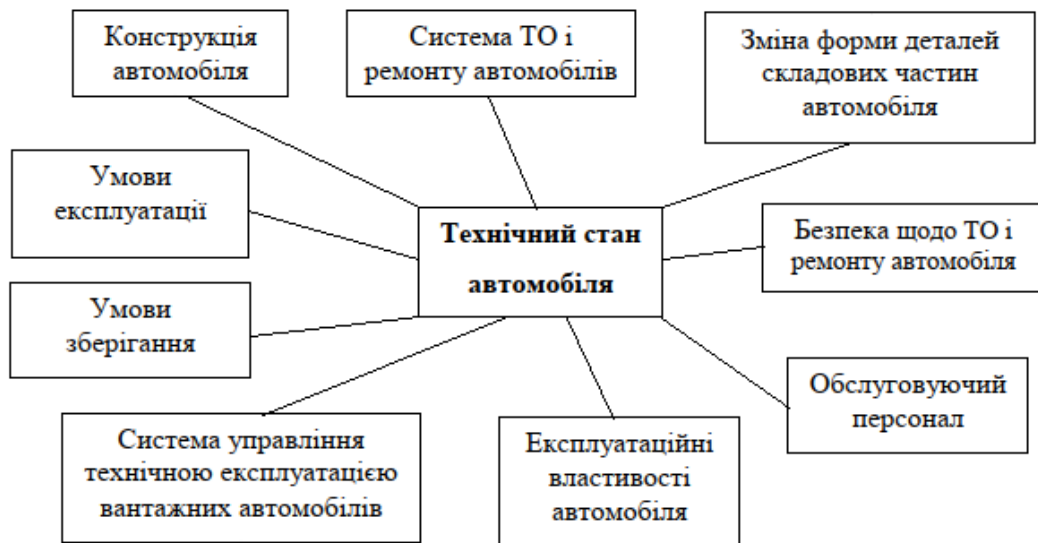 Конструкція
автомобіля
Система ТО і
ремонту автомобілів
Зміна форми деталей
складових частин
автомобіля
Умови
експлуатації
Технічний стан
автомобіля
Безпека щодо ТО і
ремонту автомобіля
Умови
зберігання
Обслуговуючий
персонал
Система управління
технічною експлуатацією
вантажних автомобілів
Експлуатаційні
властивості
автомобіля